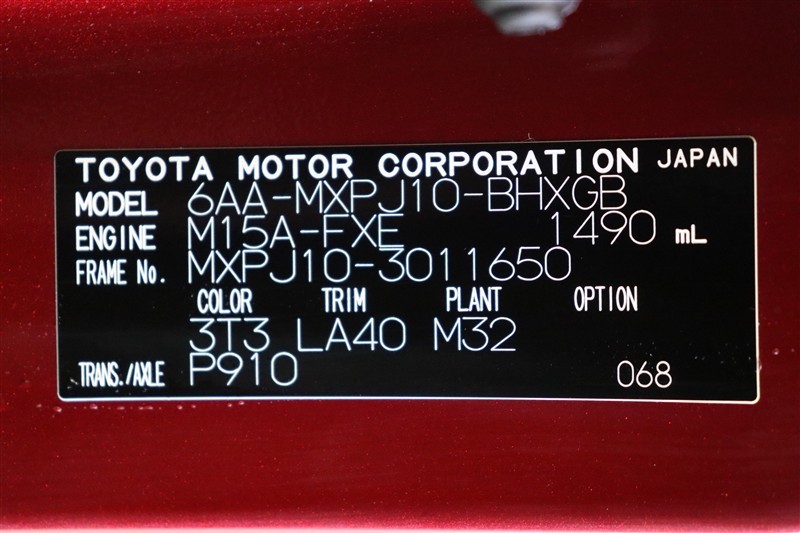 TOYOTA MOTOR CORPORATION JAPAN
MODEL 6AA-MXPJ10-BHXGB
ENGINE M15A-FXE 1490 mL
FRAME No. MXPJ10-3011650
COLOR TRIM PLANT OPTION
3T3 LA40 M32
TRANS./AXLE P910 068